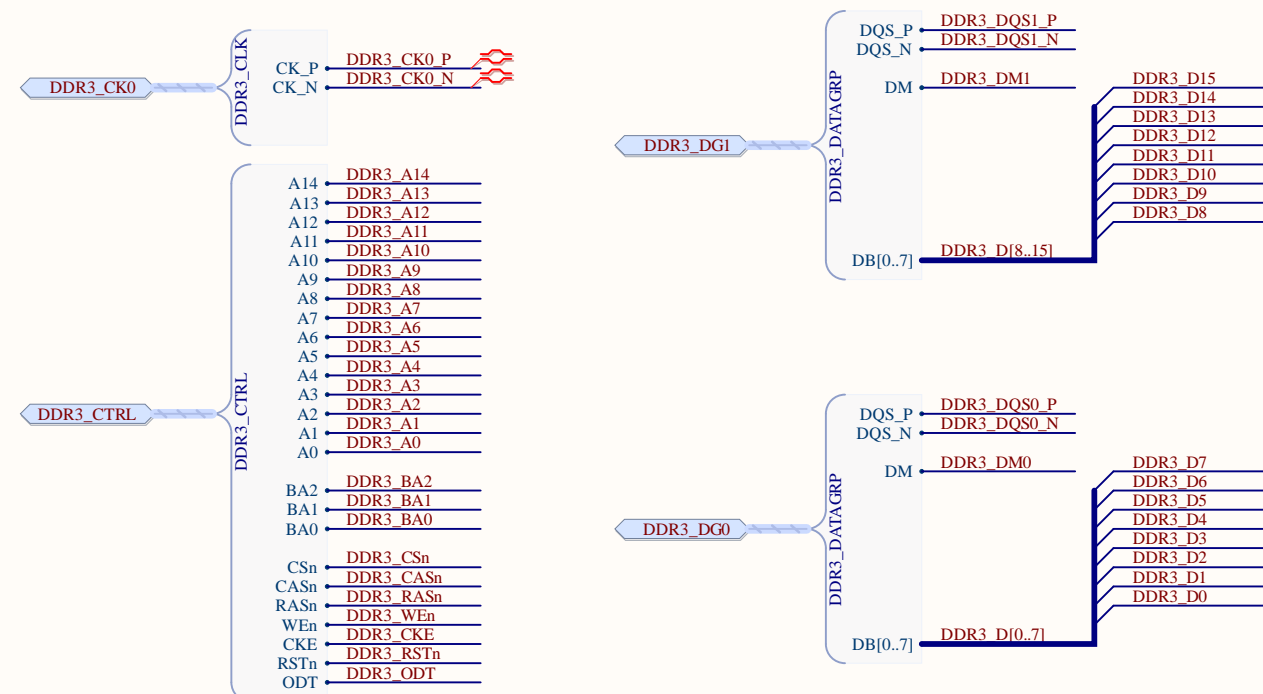 DDR3_CK0
DDR3_CLK
CK_P DDR3_CK0_P
CK_N DDR3_CK0_N
DDR3_CTRL
DDR3_CTRL
A14 DDR3_A14
A13 DDR3_A13
A12 DDR3_A12
A11 DDR3_A11
A10 DDR3_A10
A9 DDR3_A9
A8 DDR3_A8
A7 DDR3_A7
A6 DDR3_A6
A5 DDR3_A5
A4 DDR3_A4
A3 DDR3_A3
A2 DDR3_A2
A1 DDR3_A1
A0 DDR3_A0
BA2 DDR3_BA2
BA1 DDR3_BA1
BA0 DDR3_BA0
CSn DDR3_CSn
CASn DDR3_CASn
RASn DDR3_RASn
WEn DDR3_WEn
CKE DDR3_CKE
RSTn DDR3_RSTn
ODT DDR3_ODT
DDR3_DG1
DDR3_DATAGRP
DQS_P DDR3_DQS1_P
DQS_N DDR3_DQS1_N
DM DDR3_DM1
DB[0..7] DDR3_D[8..15]
DDR3_D15
DDR3_D14
DDR3_D13
DDR3_D12
DDR3_D11
DDR3_D10
DDR3_D9
DDR3_D8
DDR3_DG0
DDR3_DATAGRP
DQS_P DDR3_DQS0_P
DQS_N DDR3_DQS0_N
DM DDR3_DM0
DB[0..7] DDR3_D[0..7]
DDR3_D7
DDR3_D6
DDR3_D5
DDR3_D4
DDR3_D3
DDR3_D2
DDR3_D1
DDR3_D0